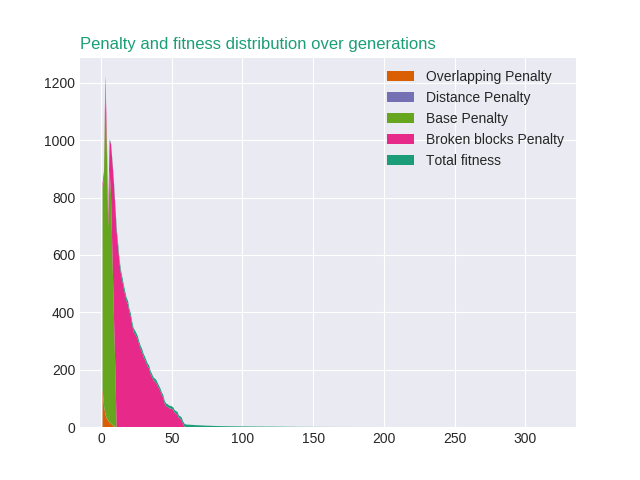 Penalty and fitness distribution over generations
Overlapping Penalty
Distance Penalty
Base Penalty
Broken blocks Penalty
Total fitness
1200
1000
800
600
400
200
0
0 50 100 150 200 250 300